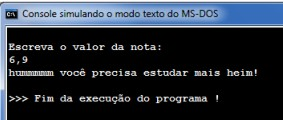 Console simulando o modo texto do MS-DOS
Escreva o valor da nota:
6,9
hummmmm você precisa estudar mais heim!
>>> Fim da execução do programa !